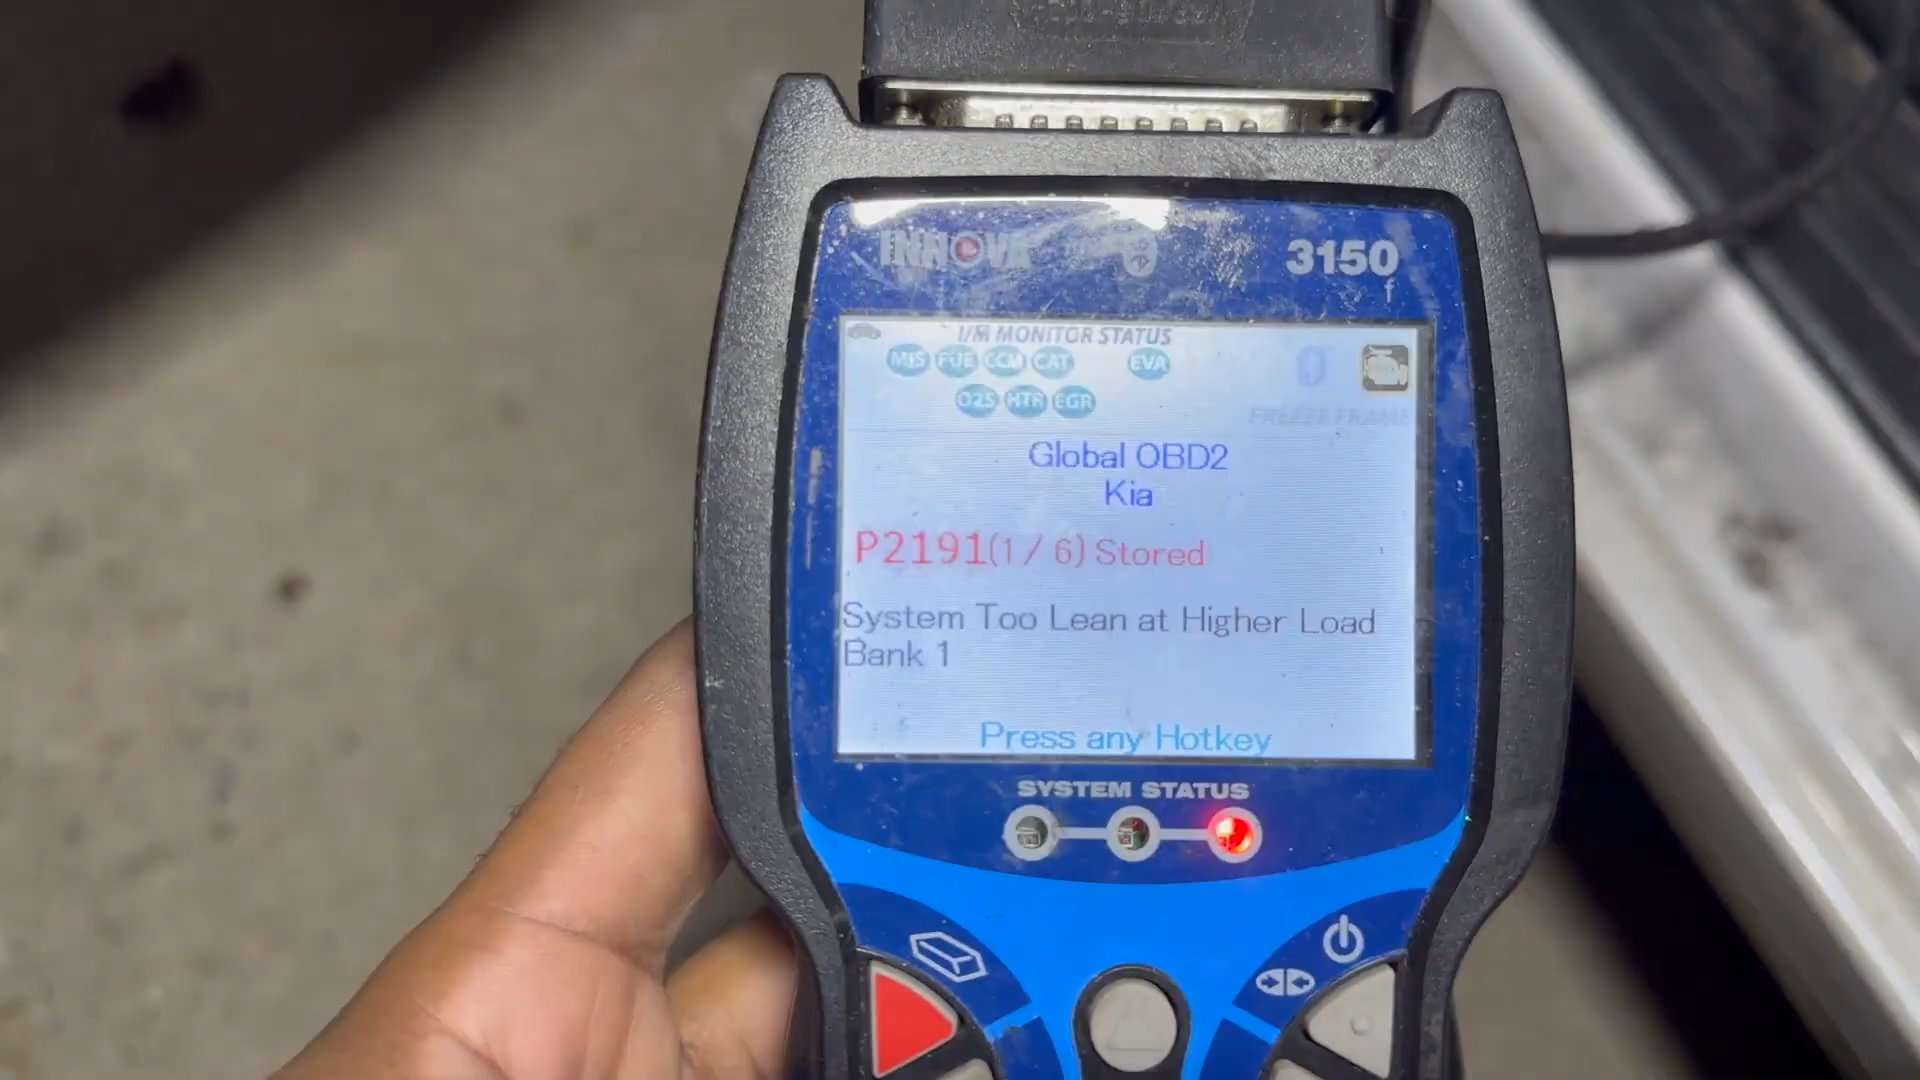 INNOVA
3150
f
I/M MONITOR STATUS
MIS FUE CCM CAT EVA
O2S HTR EGR
0
FREEZE FRAME
Global OBD2
Kia
P2191(1 / 6) Stored
System Too Lean at Higher Load
Bank 1
Press any Hotkey
SYSTEM STATUS